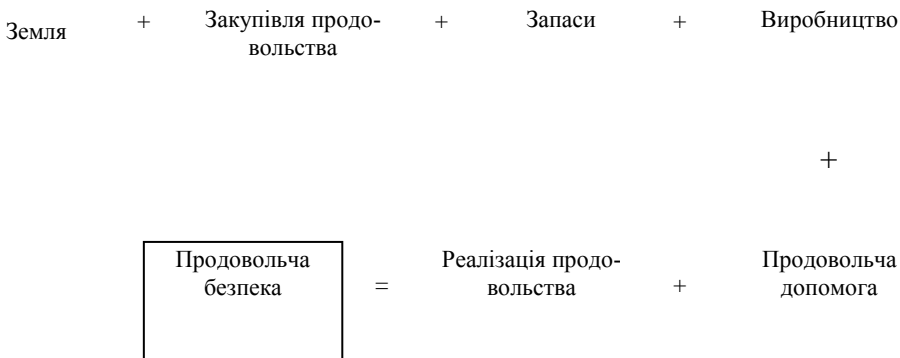 Земля + Закупівля продо- + Запаси + Виробництво
вольства
+
Продовольча Реалізація продо- Продовольча
безпека = вольства + допомога